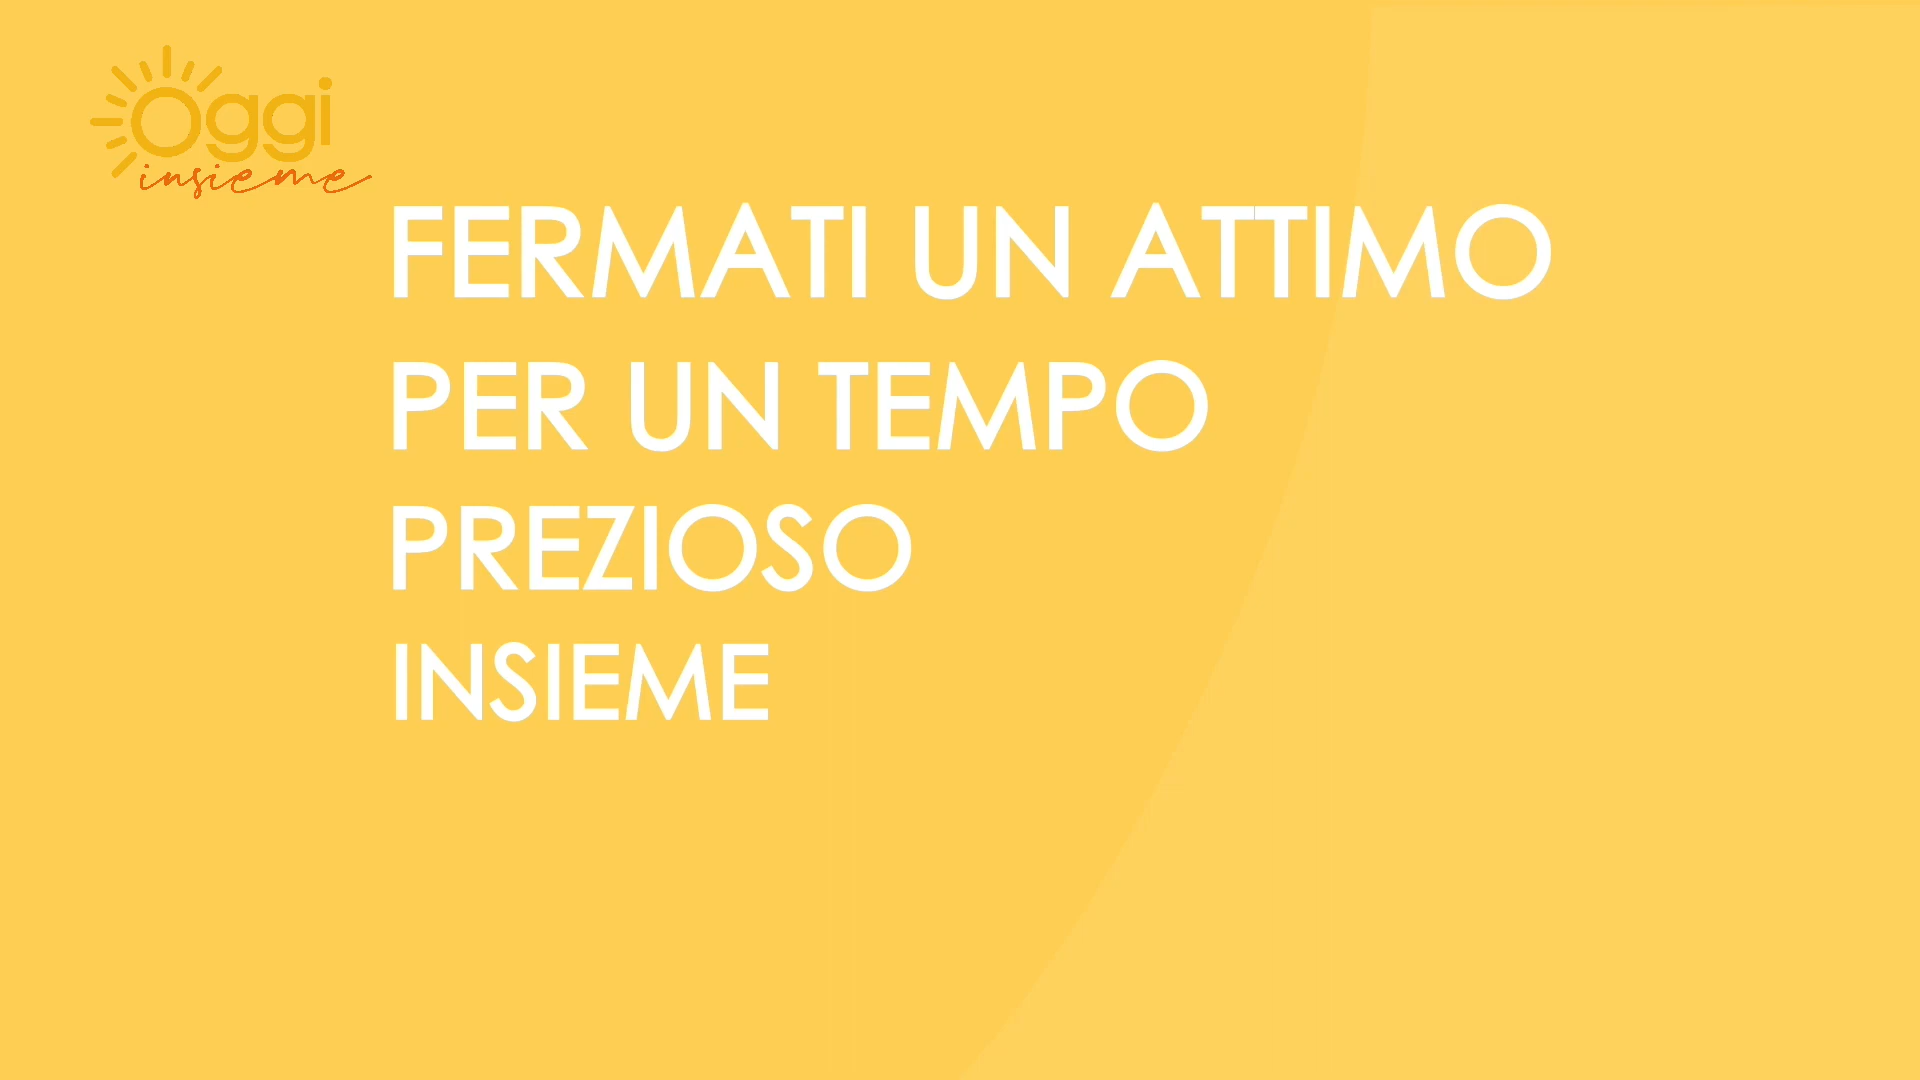 Oggi
insieme
FERMATI UN ATTIMO
PER UN TEMPO
PREZIOSO
INSIEME